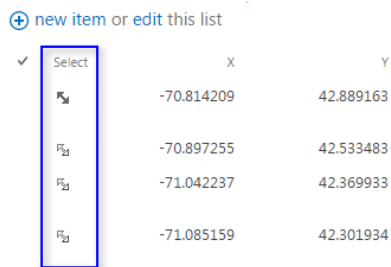 new item or edit this list
Select X Y
-70.814209 42.889163
-70.897255 42.533483
-71.042237 42.369933
-71.085159 42.301934